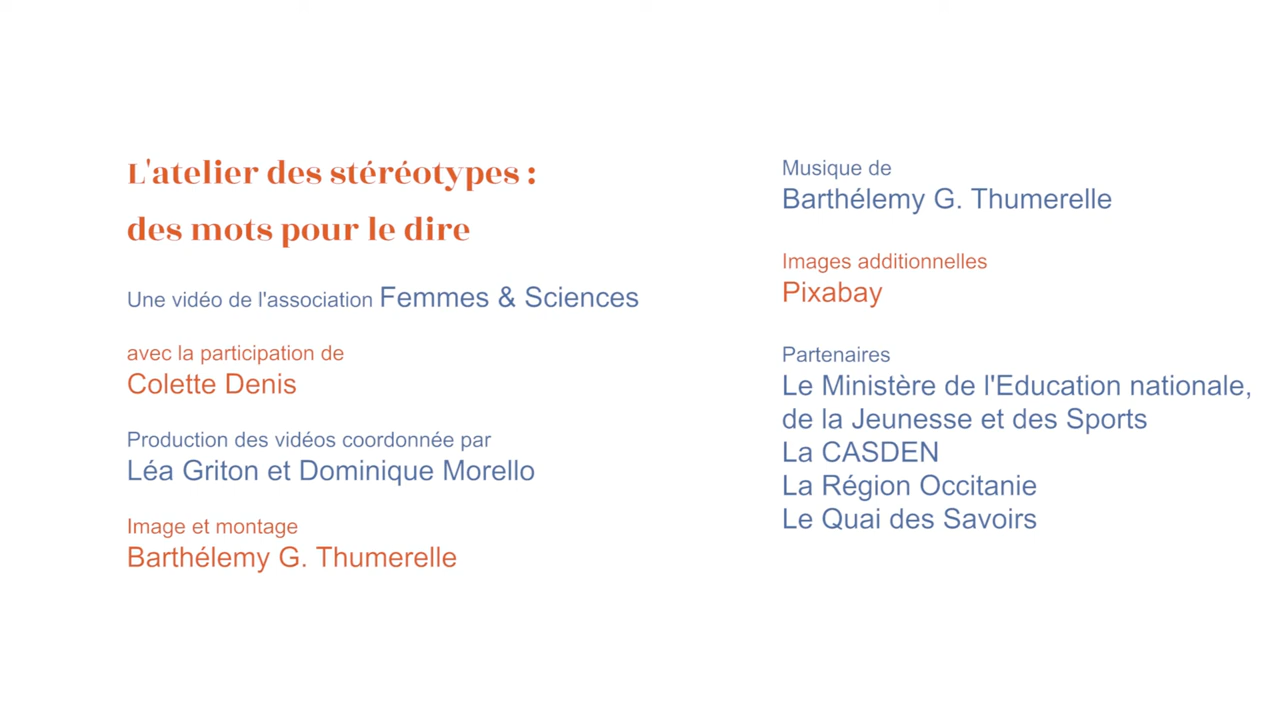 L'atelier des stéréotypes :
des mots pour le dire
Une vidéo de l'association Femmes & Sciences
avec la participation de
Colette Denis
Production des vidéos coordonnée par
Léa Griton et Dominique Morello
Image et montage
Barthélemy G. Thumerelle
Musique de
Barthélemy G. Thumerelle
Images additionnelles
Pixabay
Partenaires
Le Ministère de l'Education nationale,
de la Jeunesse et des Sports
La CASDEN
La Région Occitanie
Le Quai des Savoirs